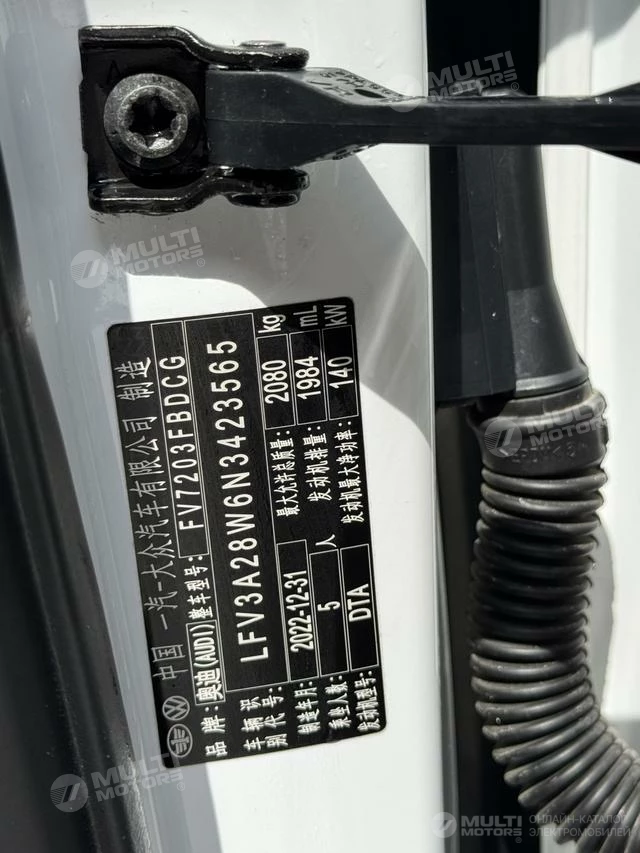 中国 一汽-大众汽车有限公司 制造
品牌: 奥迪(AUDI) 整车型号: FV7203FBDCG
车辆识别代号: LFV3A28W6N3423565
制造年月: 2022-12-31 最大允许总质量: 2080 kg
乘坐人数: 5 人 发动机排量: 1984 mL
发动机型号: DTA 发动机最大净功率: 140 kW
MULTI MOTORS®
MULTI MOTORS®
MULTI MOTORS®
MULTI MOTORS®
MULTI MOTORS® ОНЛАЙН-КАТАЛОГ ЭЛЕКТРОМОБИЛЕЙ